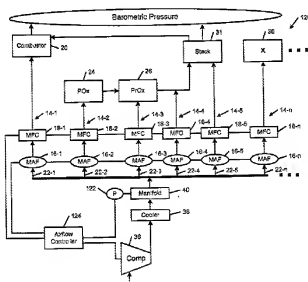 Barometric Pressure
12
Combustor
20
24
26
Stack
31
38
X
POx
PrOx
14-1
14-2
14-3
14-4
14-5
14-n
MFC
18-1
MFC
18-2
MFC
18-3
MFC
18-4
MFC
18-5
MFC
18-n
MAF
16-1
MAF
16-2
MAF
16-3
MAF
16-4
MAF
16-5
MAF
16-n
22-1
22-2
22-3
22-4
22-5
22-n
122
P
Manifold
40
124
Cooler
36
Airflow Controller
Comp